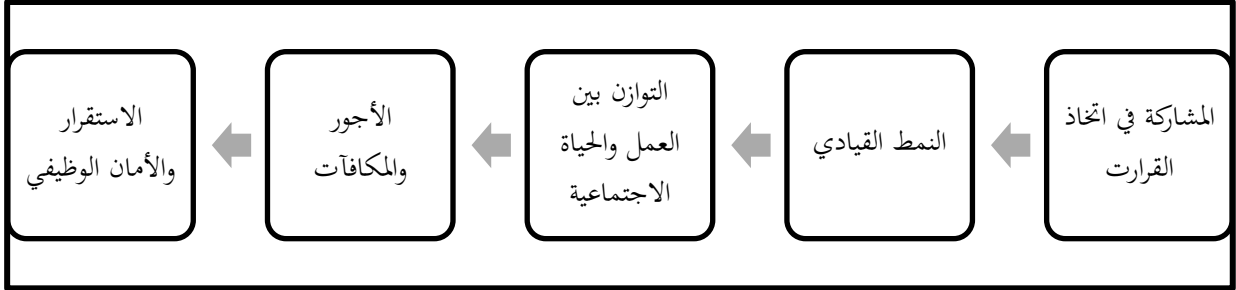 المشاركة في اتخاذ
القرارت
النمط القيادي
التوازن بين
العمل والحياة
الاجتماعية
الأجور
والمكافآت
الاستقرار
والأمان الوظيفي